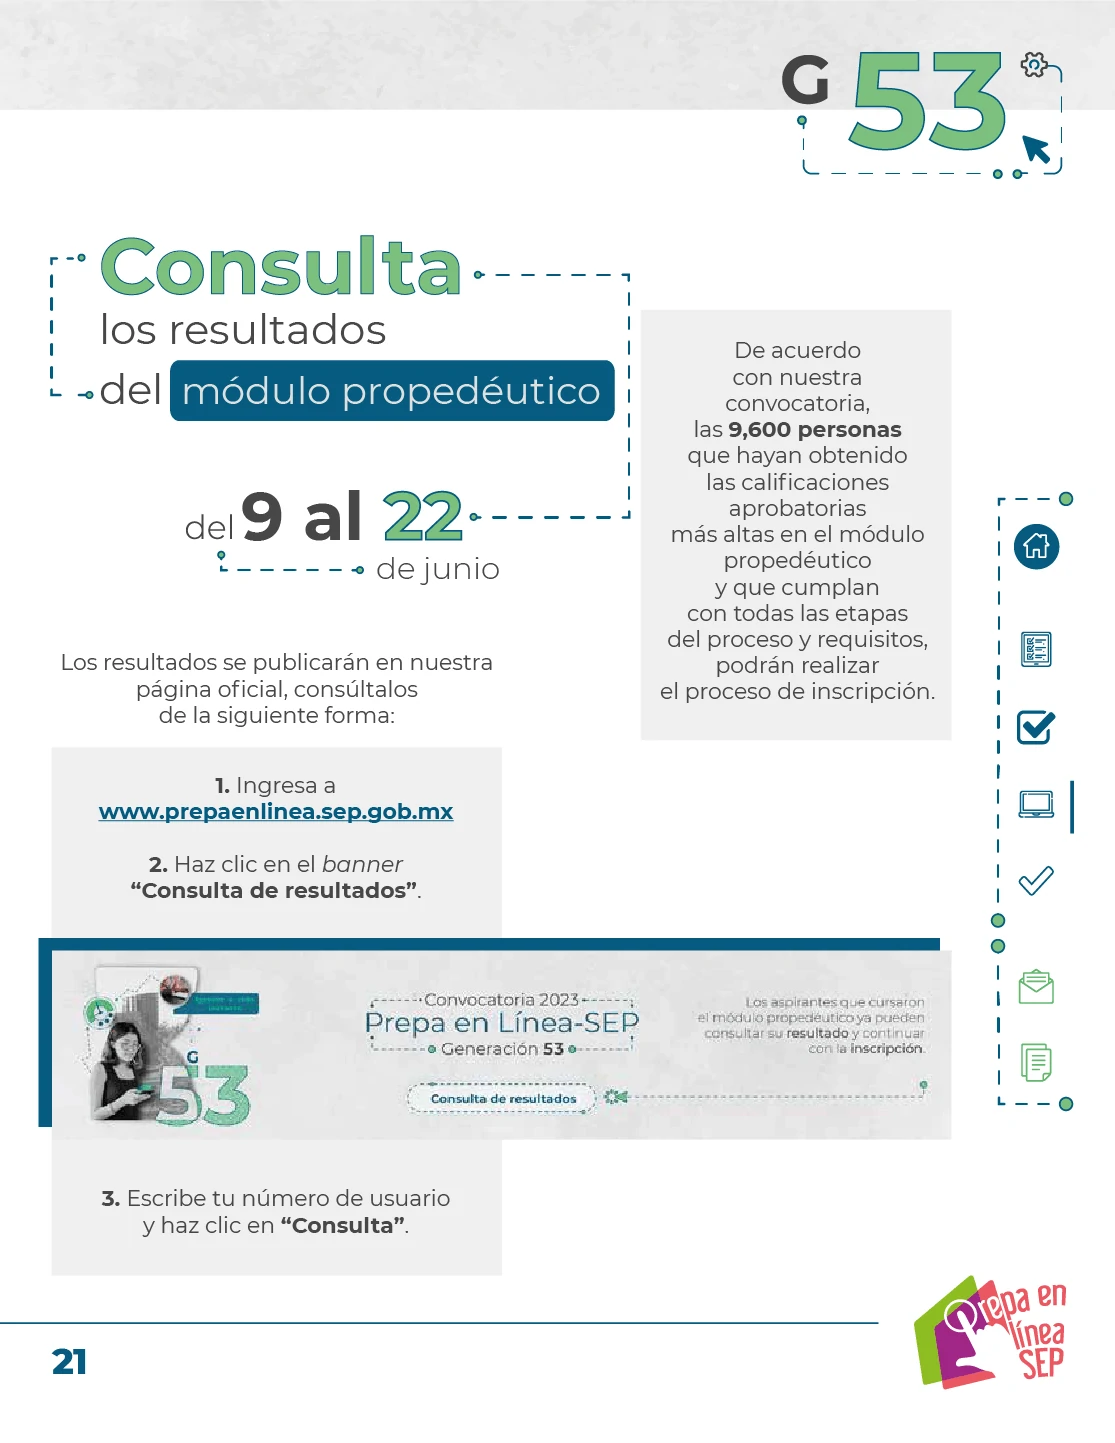 G 53
Consulta
los resultados
del módulo propedéutico
del 9 al 22
de junio
De acuerdo
con nuestra
convocatoria,
las 9,600 personas
que hayan obtenido
las calificaciones
aprobatorias
más altas en el módulo
propedéutico
y que cumplan
con todas las etapas
del proceso y requisitos,
podrán realizar
el proceso de inscripción.
Los resultados se publicarán en nuestra
página oficial, consúltalos
de la siguiente forma:
1. Ingresa a
www.prepaenlinea.sep.gob.mx
2. Haz clic en el banner
“Consulta de resultados”.
G
53
Convocatoria 2023
Prepa en Línea-SEP
Generación 53
Consulta de resultados
Los aspirantes que cursaron
el módulo propedéutico ya pueden
consultar su resultado y continuar
con la inscripción.
3. Escribe tu número de usuario
y haz clic en “Consulta”.
21
Prepa en
línea
SEP